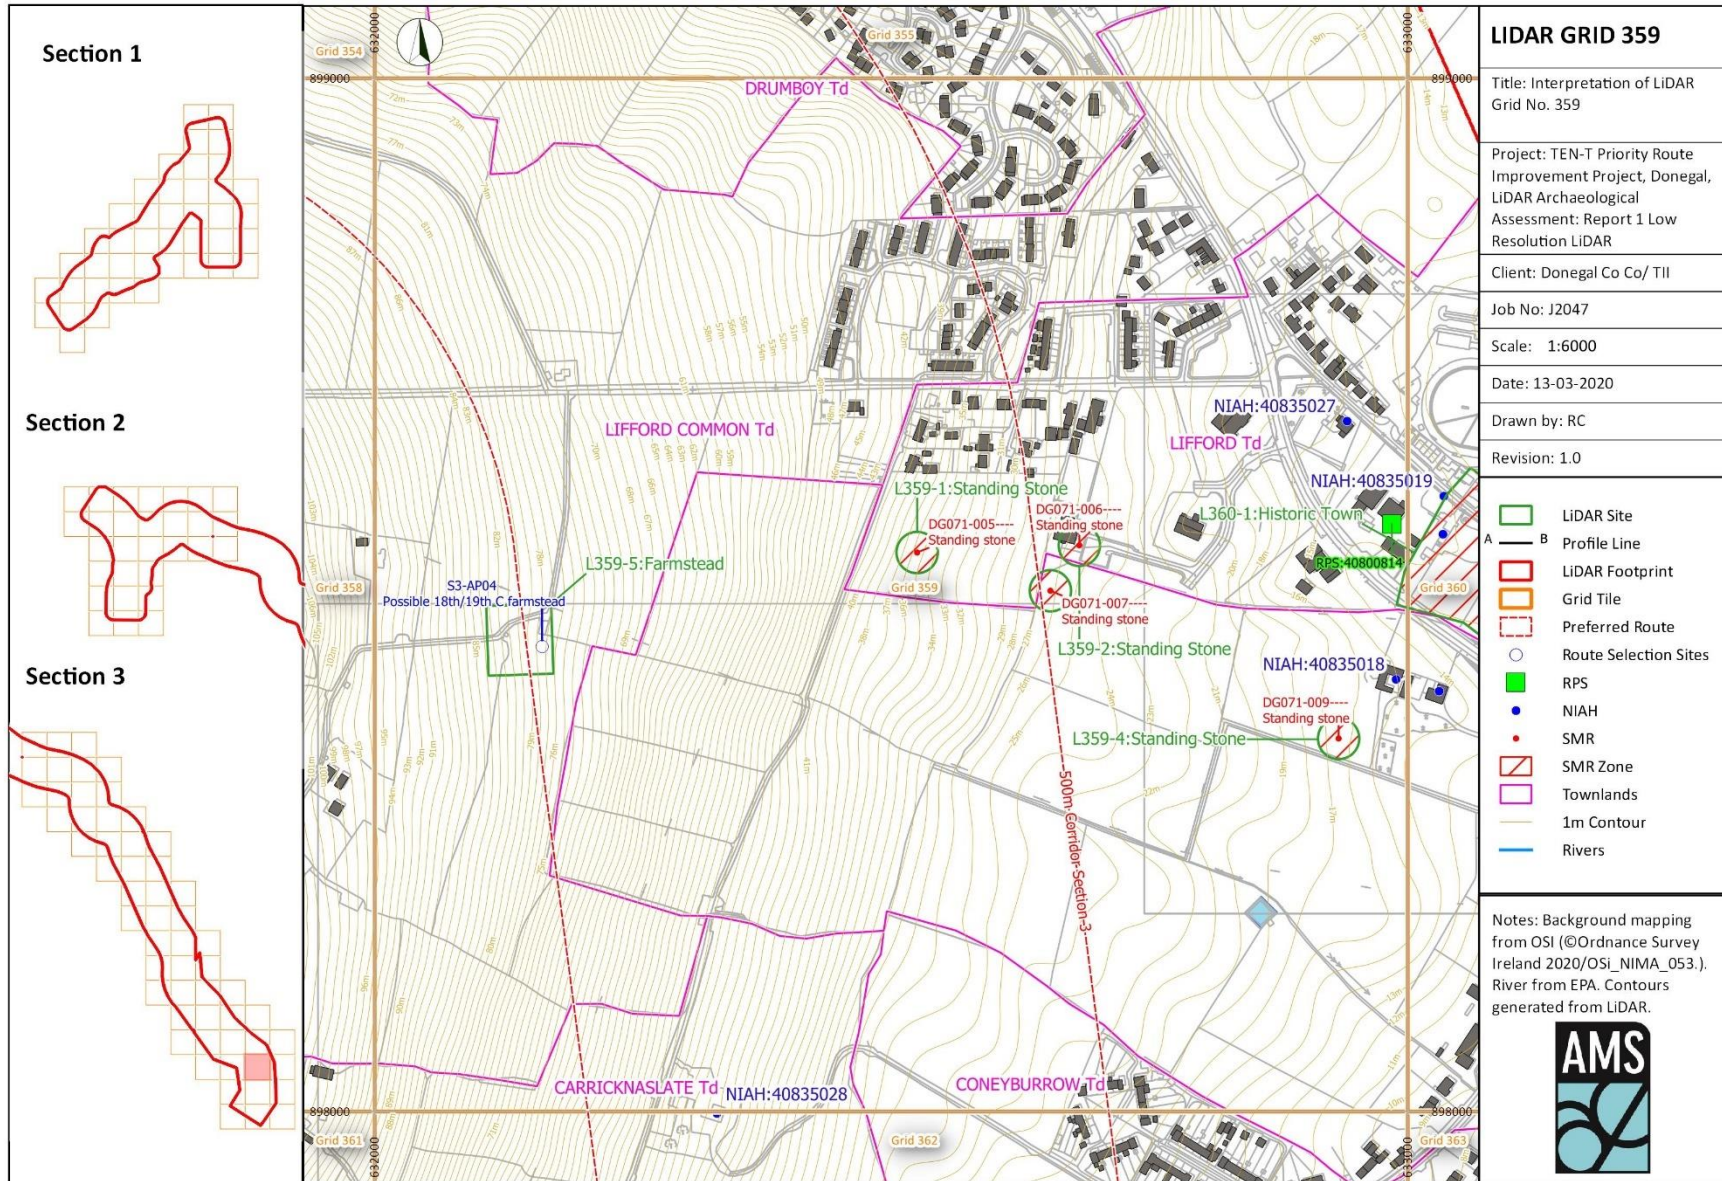 Section 1
Section 2
Section 3
Grid 354
632000
Grid 355
633000
899000
DRUMBOY Td
LIFFORD COMMON Td
L359-1:Standing Stone
DG071-005----
Standing stone
DG071-006----
Standing stone
NIAH:40835027
LIFFORD Td
NIAH:40835019
L360-1:Historic Town
RPS:40800814
L359-5:Farmstead
S3-AP04
Possible 18th/19th C farmstead
Grid 358
Grid 359
Grid 360
DG071-007----
Standing stone
L359-2:Standing Stone
NIAH:40835018
DG071-009----
Standing stone
L359-4:Standing Stone
500m Corridor Section-3
CARRICKNASLATE Td
NIAH:40835028
CONEYBURROW Td
898000
898000
Grid 361
632000
Grid 362
633000
Grid 363
LIDAR GRID 359
Title: Interpretation of LiDAR
Grid No. 359
Project: TEN-T Priority Route
Improvement Project, Donegal,
LiDAR Archaeological
Assessment: Report 1 Low
Resolution LiDAR
Client: Donegal Co Co/ TII
Job No: J2047
Scale: 1:6000
Date: 13-03-2020
Drawn by: RC
Revision: 1.0
LiDAR Site
A B Profile Line
LiDAR Footprint
Grid Tile
Preferred Route
Route Selection Sites
RPS
NIAH
SMR
SMR Zone
Townlands
1m Contour
Rivers
Notes: Background mapping
from OSI (©Ordnance Survey
Ireland 2020/OSi_NIMA_053.).
River from EPA. Contours
generated from LiDAR.
AMS